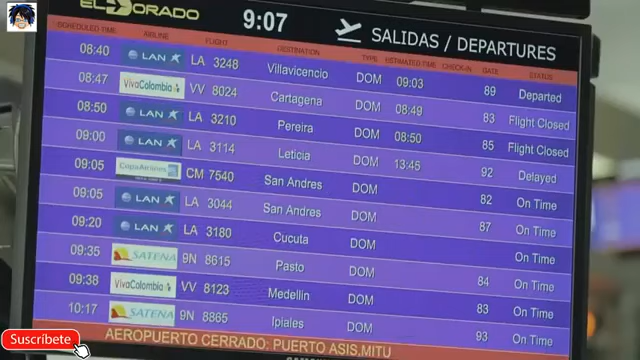 EL DORADO
9:07
SALIDAS / DEPARTURES
SCHEDULED TIME AIRLINE FLIGHT DESTINATION TYPE ESTIMATED TIME CHECK-IN GATE STATUS
08:40 LAN LA 3248 Villavicencio DOM 09:03 89 Departed
08:47 VivaColombia VV 8024 Cartagena DOM 08:49 83 Flight Closed
08:50 LAN LA 3210 Pereira DOM 08:50 85 Flight Closed
09:00 LAN LA 3114 Leticia DOM 13:45 92 Delayed
09:05 CopaAirlines CM 7540 San Andres DOM 82 On Time
09:05 LAN LA 3044 San Andres DOM 87 On Time
09:20 LAN LA 3180 Cucuta DOM On Time
09:35 SATENA 9N 8615 Pasto DOM 84 On Time
09:38 VivaColombia VV 8123 Medellin DOM 83 On Time
10:17 SATENA 9N 8865 Ipiales DOM 93 On Time
AEROPUERTO CERRADO: PUERTO ASIS.MITU
Suscríbete